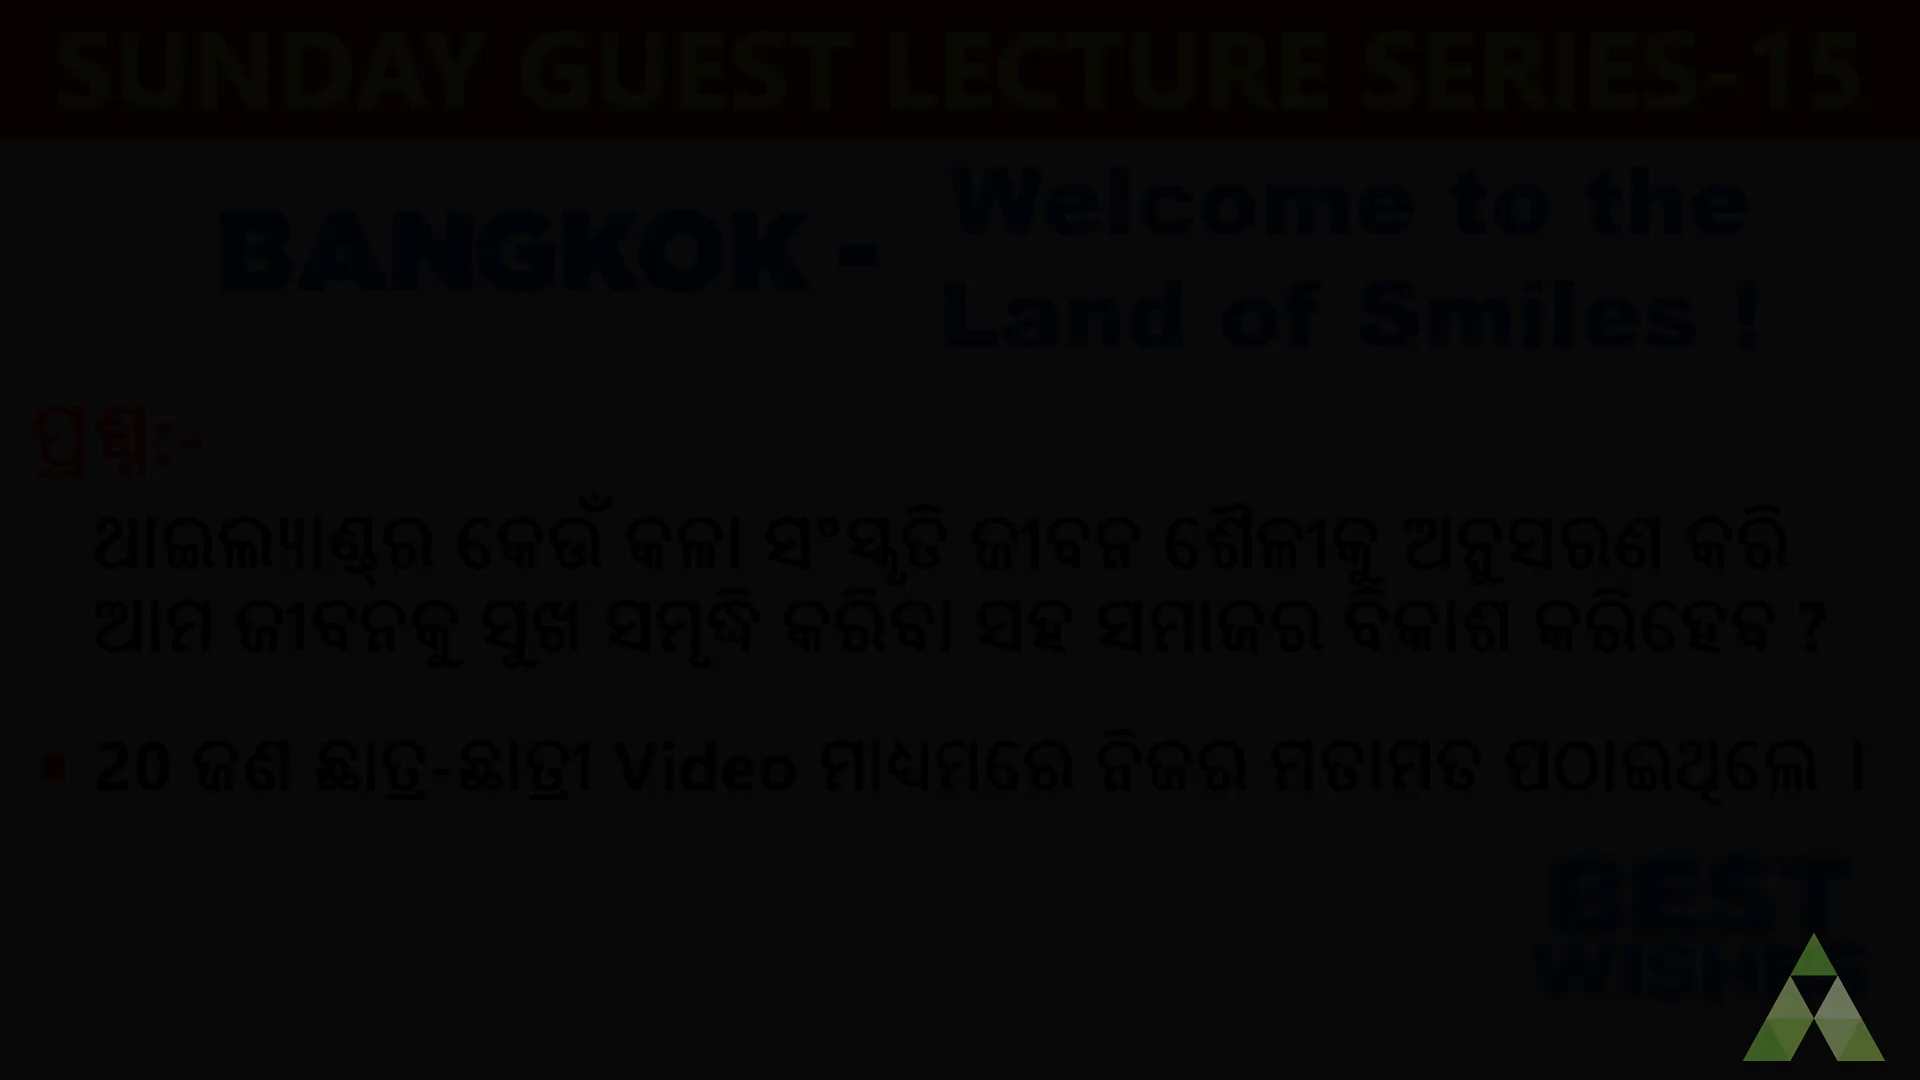 SUNDAY GUEST LECTURE SERIES-15
BANGKOK - Welcome to the
Land of Smiles !
ପ୍ରଶ୍ନ:-
ଥାଇଲ୍ୟାଣ୍ଡ୍‌ର କେଉଁ କଳା ସଂସ୍କୃତି ଜୀବନ ଶୈଳୀକୁ ଅନୁସରଣ କରି
ଆମ ଜୀବନକୁ ସୁଖ ସମୃଦ୍ଧି କରିବା ସହ ସମାଜର ବିକାଶ କରିହେବ ?
▪ 20 ଜଣ ଛାତ୍ର-ଛାତ୍ରୀ Video ମାଧ୍ୟମରେ ନିଜର ମତାମତ ପଠାଇଥିଲେ ।
BEST
WISHES